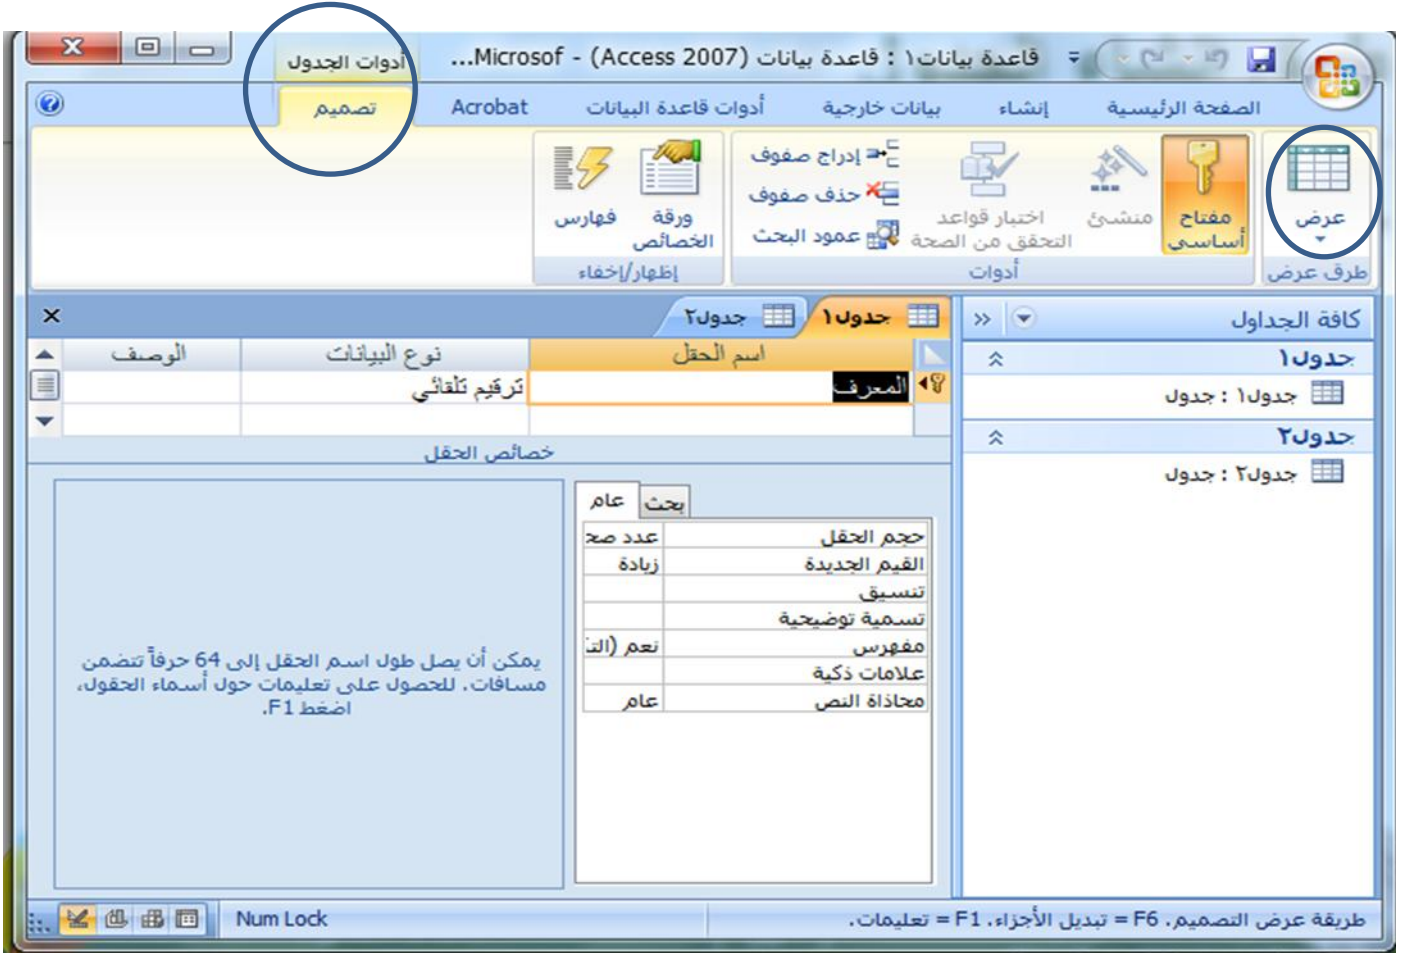 قاعدة بيانات١ : قاعدة بيانات (Access 2007) - Microsof...
أدوات الجدول
الصفحة الرئيسية
إنشاء
بيانات خارجية
أدوات قاعدة البيانات
Acrobat
تصميم
عرض
طرق عرض
مفتاح أساسي
منشئ
اختبار قواعد التحقق من الصحة
إدراج صفوف
حذف صفوف
عمود البحث
أدوات
ورقة الخصائص
فهارس
إظهار/إخفاء
كافة الجداول
جدول١
جدول١ : جدول
جدول٢
جدول٢ : جدول
جدول١
جدول٢
اسم الحقل
نوع البيانات
الوصف
المعرف
ترقيم تلقائي
خصائص الحقل
عام
بحث
حجم الحقل
عدد صح
القيم الجديدة
زيادة
تنسيق
تسمية توضيحية
مفهرس
نعم (التك
علامات ذكية
محاذاة النص
عام
يمكن أن يصل طول اسم الحقل إلى 64 حرفاً تتضمن
مسافات. للحصول على تعليمات حول أسماء الحقول،
اضغط F1.
طريقة عرض التصميم. F6 = تبديل الأجزاء. F1 = تعليمات.
Num Lock